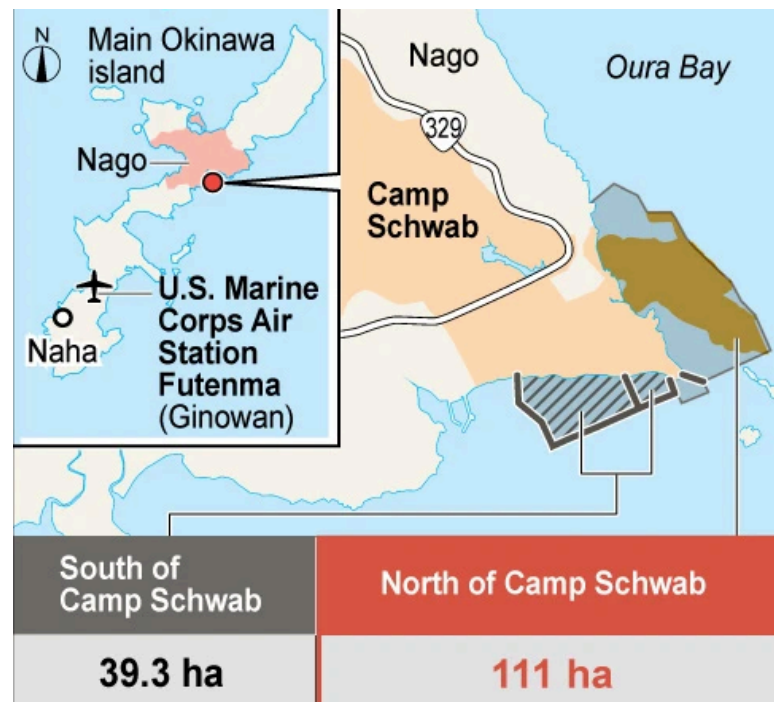 N
Main Okinawa
island
Nago
U.S. Marine
Corps Air
Station
Futenma
(Ginowan)
Naha
Nago
Oura Bay
329
Camp
Schwab
South of
Camp Schwab
North of Camp Schwab
39.3 ha
111 ha